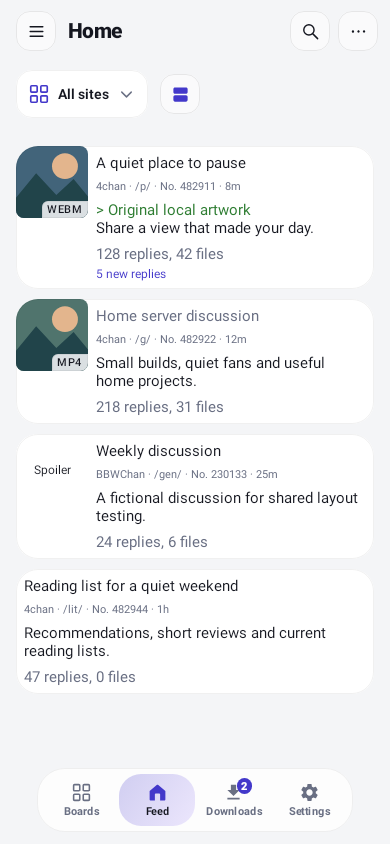 Home
All sites
A quiet place to pause
4chan · /p/ · No. 482911 · 8m
WEBM
> Original local artwork
Share a view that made your day.
128 replies, 42 files
5 new replies
Home server discussion
4chan · /g/ · No. 482922 · 12m
MP4
Small builds, quiet fans and useful
home projects.
218 replies, 31 files
Weekly discussion
Spoiler
BBWChan · /gen/ · No. 230133 · 25m
A fictional discussion for shared layout
testing.
24 replies, 6 files
Reading list for a quiet weekend
4chan · /lit/ · No. 482944 · 1h
Recommendations, short reviews and current
reading lists.
47 replies, 0 files
2
Boards
Feed
Downloads
Settings